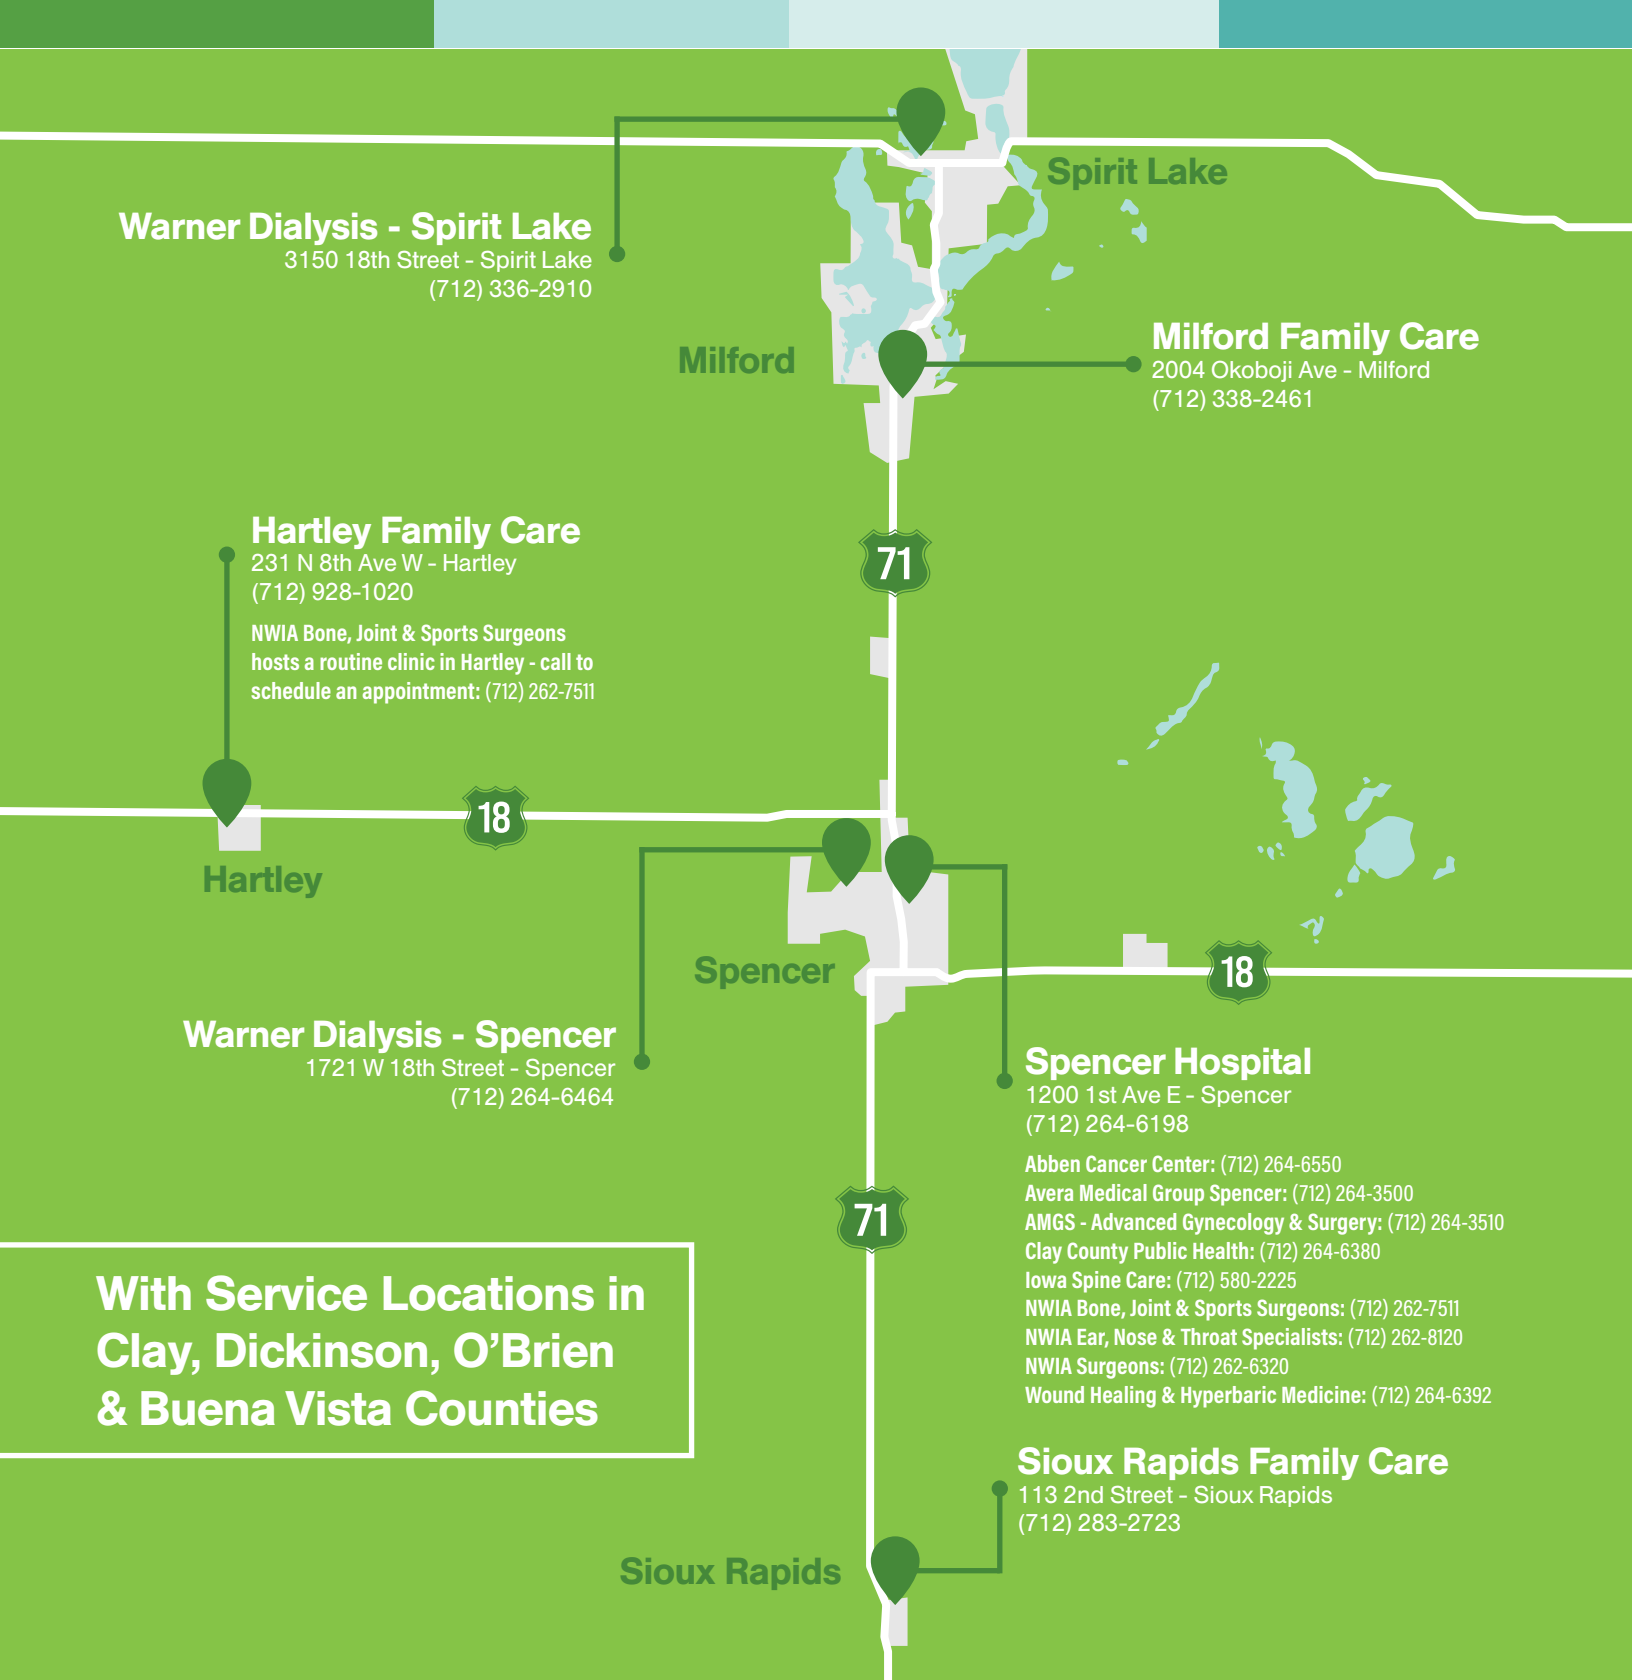 Spirit Lake
Warner Dialysis - Spirit Lake
3150 18th Street - Spirit Lake
(712) 336-2910
Milford
Milford Family Care
2004 Okoboji Ave - Milford
(712) 338-2461
Hartley Family Care
231 N 8th Ave W - Hartley
(712) 928-1020
NWIA Bone, Joint & Sports Surgeons
hosts a routine clinic in Hartley - call to
schedule an appointment: (712) 262-7511
71
18
Hartley
Spencer
18
Warner Dialysis - Spencer
1721 W 18th Street - Spencer
(712) 264-6464
Spencer Hospital
1200 1st Ave E - Spencer
(712) 264-6198
Abben Cancer Center: (712) 264-6550
Avera Medical Group Spencer: (712) 264-3500
AMGS - Advanced Gynecology & Surgery: (712) 264-3510
Clay County Public Health: (712) 264-6380
Iowa Spine Care: (712) 580-2225
NWIA Bone, Joint & Sports Surgeons: (712) 262-7511
NWIA Ear, Nose & Throat Specialists: (712) 262-8120
NWIA Surgeons: (712) 262-6320
Wound Healing & Hyperbaric Medicine: (712) 264-6392
71
With Service Locations in
Clay, Dickinson, O’Brien
& Buena Vista Counties
Sioux Rapids Family Care
113 2nd Street - Sioux Rapids
(712) 283-2723
Sioux Rapids